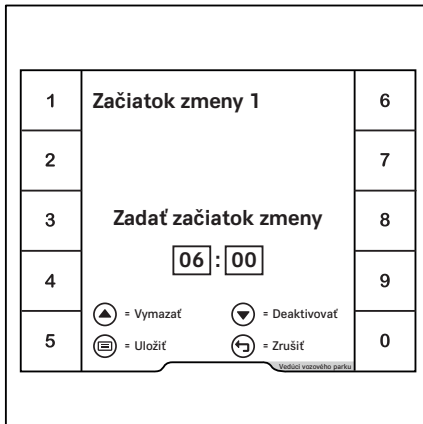 Začiatok zmeny 1
1
2
3
4
5
6
7
8
9
0
Zadať začiatok zmeny
06 : 00
= Vymazať
= Deaktivovať
= Uložiť
= Zrušiť
Vedúci vozového parku